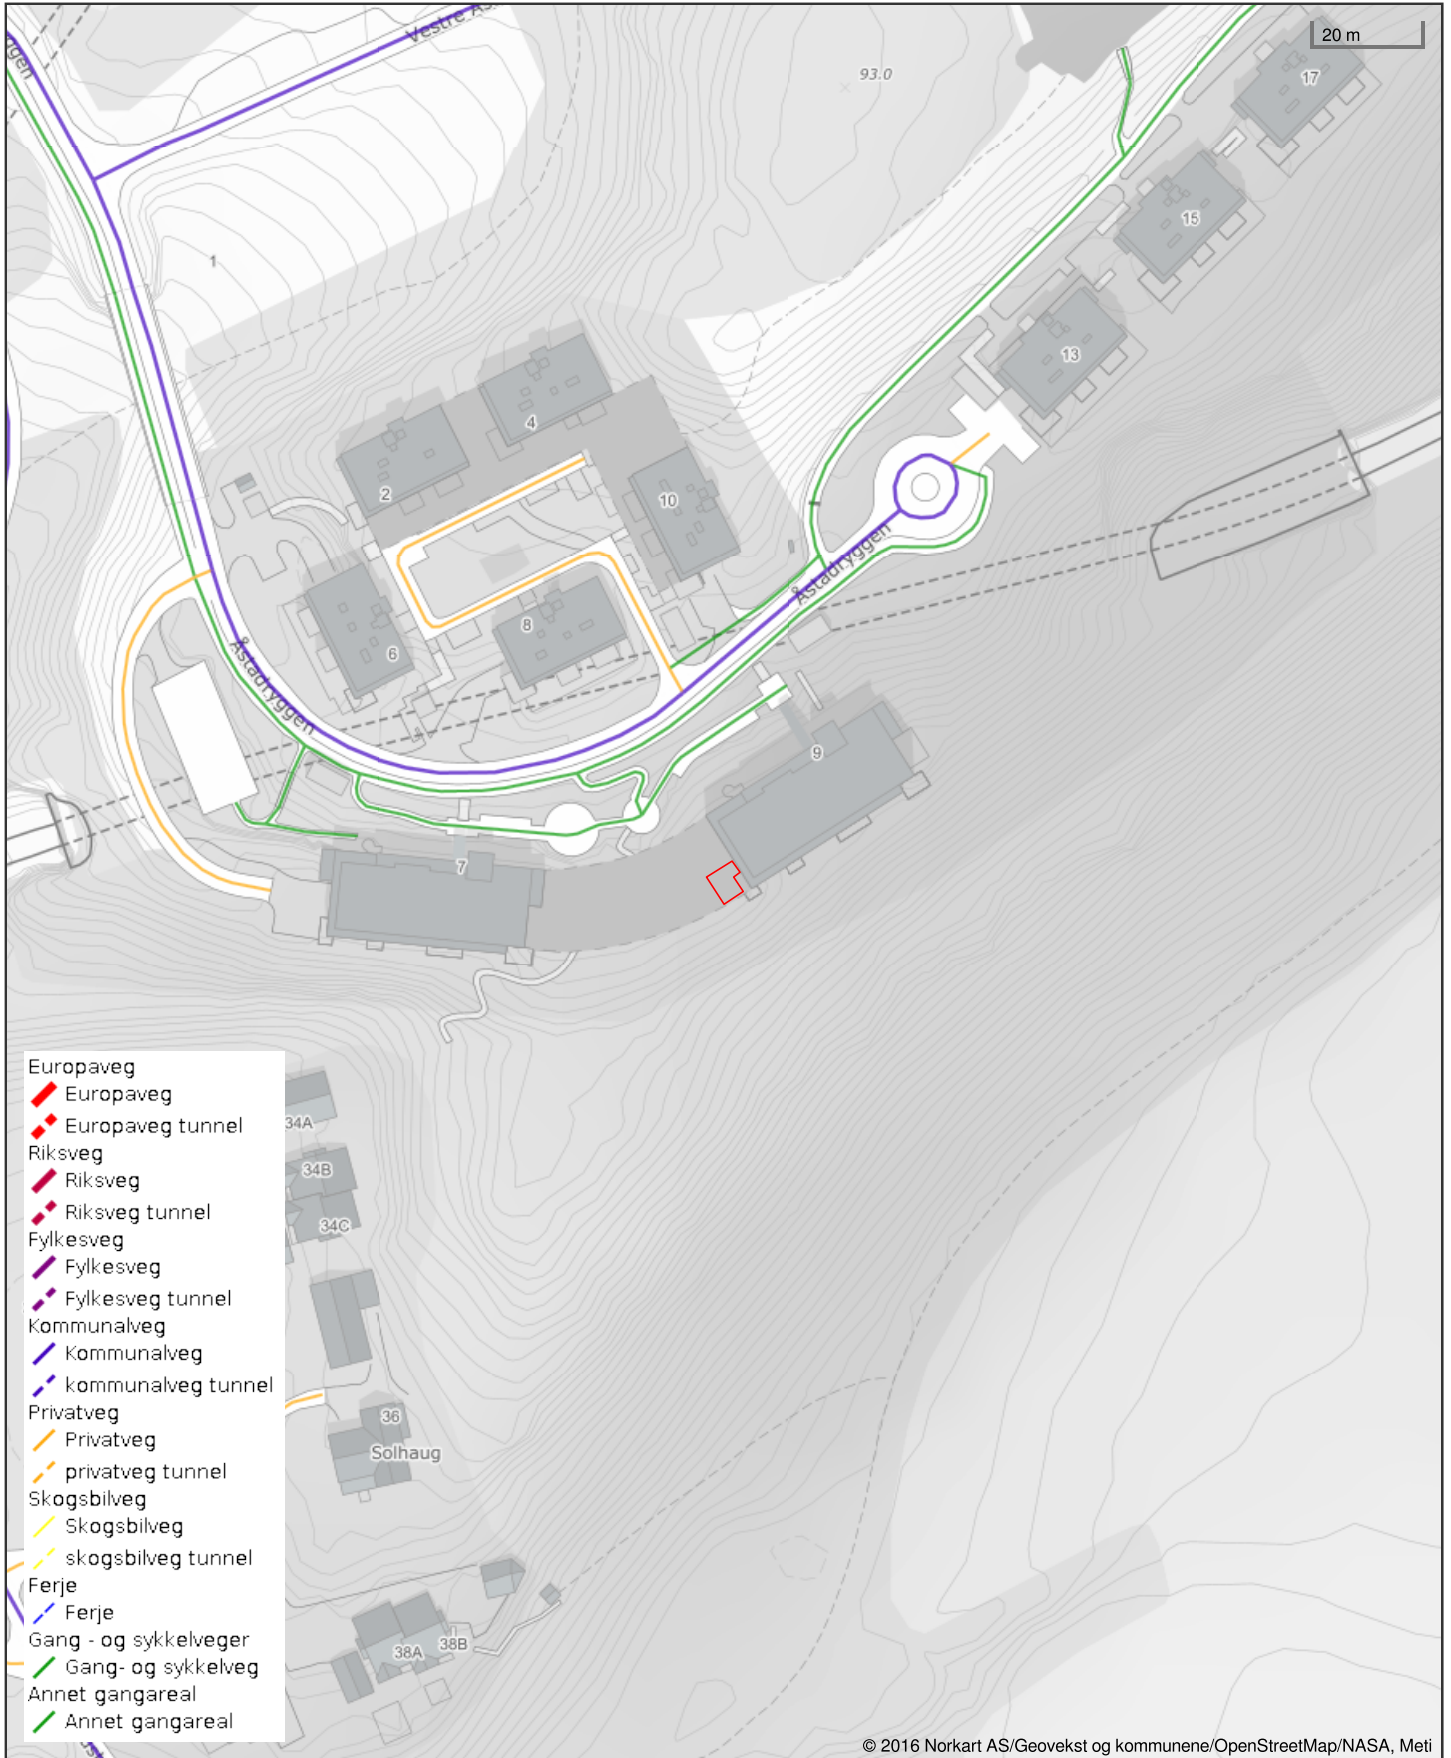 Vestre Ås
ggen
20 m
93.0
17
15
1
13
4
2
10
Åstadryggen
8
6
Åstadryggen
9
7
Europaveg
Europaveg
Europaveg tunnel
Riksveg
Riksveg
Riksveg tunnel
Fylkesveg
Fylkesveg
Fylkesveg tunnel
Kommunalveg
Kommunalveg
kommunalveg tunnel
Privatveg
Privatveg
privatveg tunnel
Skogsbilveg
Skogsbilveg
skogsbilveg tunnel
Ferje
Ferje
Gang - og sykkelveger
Gang- og sykkelveg
Annet gangareal
Annet gangareal
34A
34B
34C
36
Solhaug
38A
38B
© 2016 Norkart AS/Geovekst og kommunene/OpenStreetMap/NASA, Meti